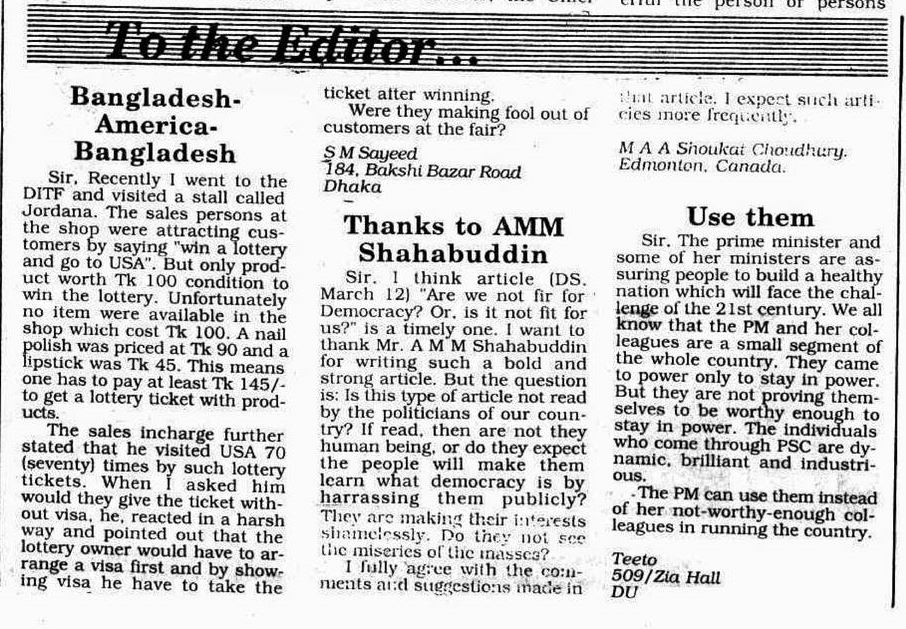 erful the person or persons
To the Editor...
Bangladesh-
America-
Bangladesh
Sir, Recently I went to the
DITF and visited a stall called
Jordana. The sales persons at
the shop were attracting cus-
tomers by saying "win a lottery
and go to USA". But only prod-
uct worth Tk 100 condition to
win the lottery. Unfortunately
no item were available in the
shop which cost Tk 100. A nail
polish was priced at Tk 90 and a
lipstick was Tk 45. This means
one has to pay at least Tk 145/-
to get a lottery ticket with prod-
ucts.
The sales incharge further
stated that he visited USA 70
(seventy) times by such lottery
tickets. When I asked him
would they give the ticket with-
out visa, he, reacted in a harsh
way and pointed out that the
lottery owner would have to ar-
range a visa first and by show-
ing visa he have to take the
ticket after winning.
Were they making fool out of
customers at the fair?
S M Sayeed
184, Bakshi Bazar Road
Dhaka
Thanks to AMM
Shahabuddin
Sir, I think article (DS,
March 12) "Are we not fir for
Democracy? Or, is it not fit for
us?" is a timely one. I want to
thank Mr. A M M Shahabuddin
for writing such a bold and
strong article. But the question
is: Is this type of article not read
by the politicians of our coun-
try? If read, then are not they
human being, or do they expect
the people will make them
learn what democracy is by
harrassing them publicly?
They are making their interests
shamelessly. Do they not see
the miseries of the masses?
I fully agree with the com-
ments and suggestions made in
that article. I expect such arti-
cles more frequently.
M A A Shoukat Choudhury.
Edmonton, Canada.
Use them
Sir, The prime minister and
some of her ministers are as-
suring people to build a healthy
nation which will face the chal-
lenge of the 21st century. We all
know that the PM and her col-
leagues are a small segment of
the whole country. They came
to power only to stay in power.
But they are not proving them-
selves to be worthy enough to
stay in power. The individuals
who come through PSC are dy-
namic, brilliant and industri-
ous.
The PM can use them instead
of her not-worthy-enough col-
leagues in running the country.
Teeto
509/Zia Hall
DU